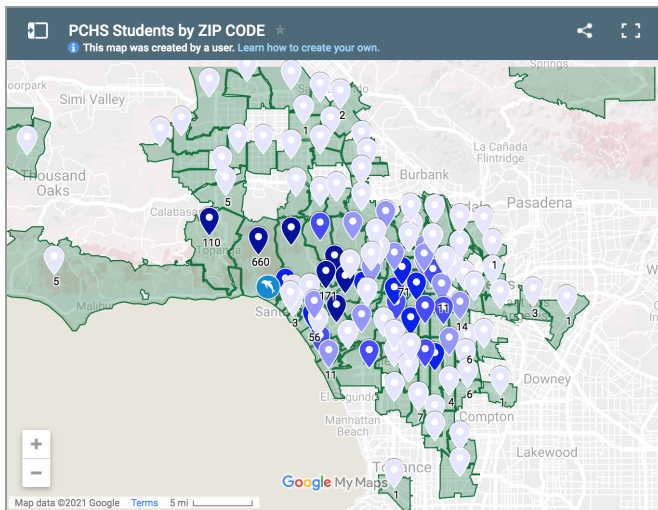 PCHS Students by ZIP CODE
This map was created by a user. Learn how to create your own.
Springs
Simi Valley
2
1
La Cañada
Flintridge
Burbank
Thousand
Oaks
Pasadena
5
Calabasa
110
Topanga
660
5
1
171
71
Malibu
3
11
3
1
14
56
6
11
Downey
El Segundo
6
1
4
Manhattan
Beach
7
Compton
Lakewood
Torrance
1
Google My Maps
Map data ©2021 Google
Terms
5 mi
+
−